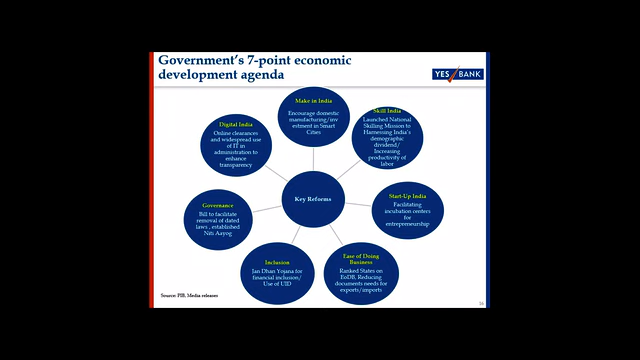 Government's 7-point economic
development agenda
YES BANK
Make in India
Encourage domestic
manufacturing/inv
estment in Smart
Cities
Skill India
Launched National
Skilling Mission to
Harnessing India's
demographic
dividend/
Increasing
productivity of
labor
Start-Up India
Facilitating
incubation centers for
entrepreneurship
Ease of Doing
Business
Ranked States on
EoDB, Reducing
documents needs for
exports/imports
Inclusion
Jan Dhan Yojana for
financial inclusion/
Use of UID
Governance
Bill to facilitate
removal of dated
laws , established
Niti Aayog
Digital India
Online clearances
and widespread use
of IT in
administration to
enhance
transparency
Key Reforms
Source: PIB, Media releases